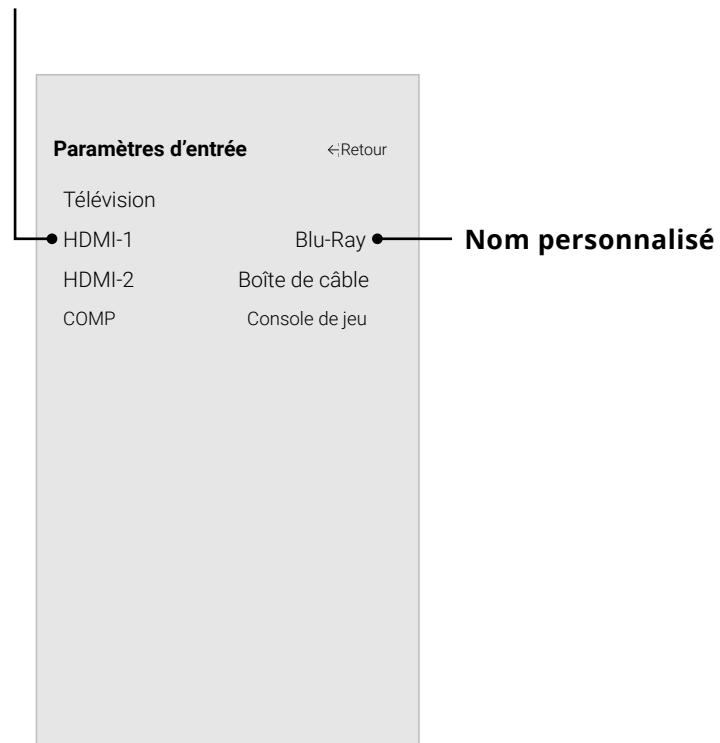 Paramètres d’entrée ←Retour
Télévision
HDMI-1 Blu-Ray Nom personnalisé
HDMI-2 Boîte de câble
COMP Console de jeu